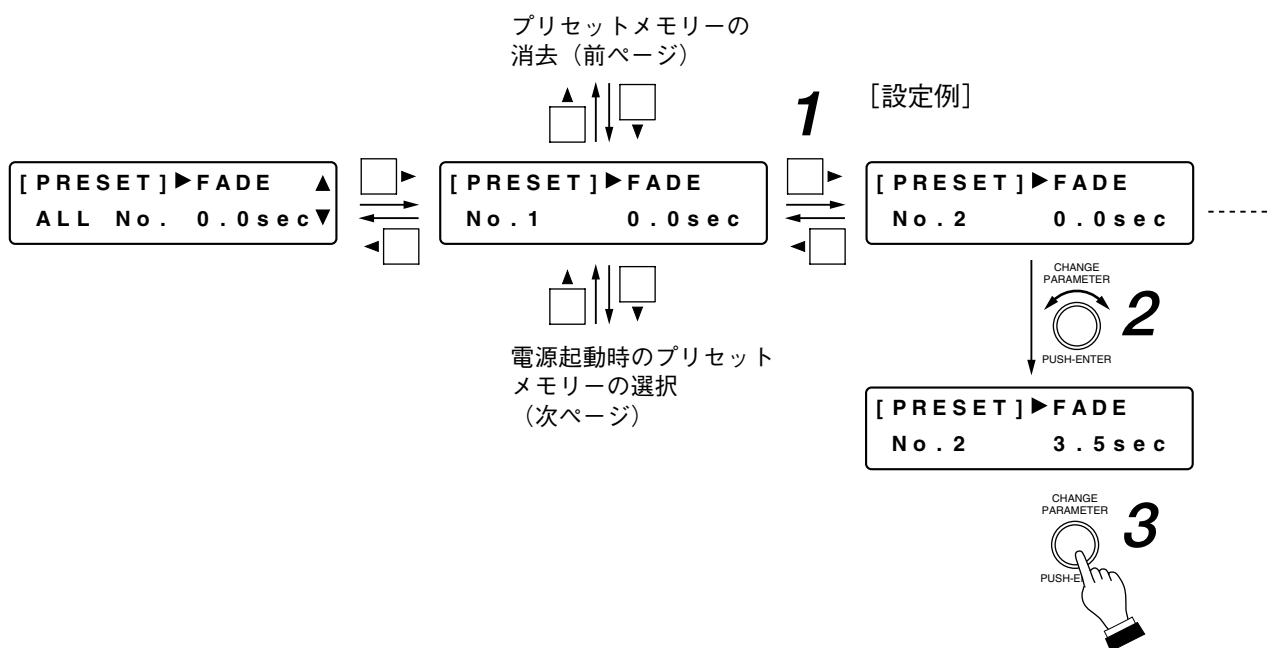 プリセットメモリーの
消去（前ページ）
1
［設定例］
[PRESET]▶FADE ▲
ALL No. 0.0sec▼
[PRESET]▶FADE
No.1 0.0sec
[PRESET]▶FADE
No.2 0.0sec
電源起動時のプリセット
メモリーの選択
（次ページ）
CHANGE
PARAMETER
2
PUSH-ENTER
[PRESET]▶FADE
No.2 3.5sec
CHANGE
PARAMETER
3
PUSH-E